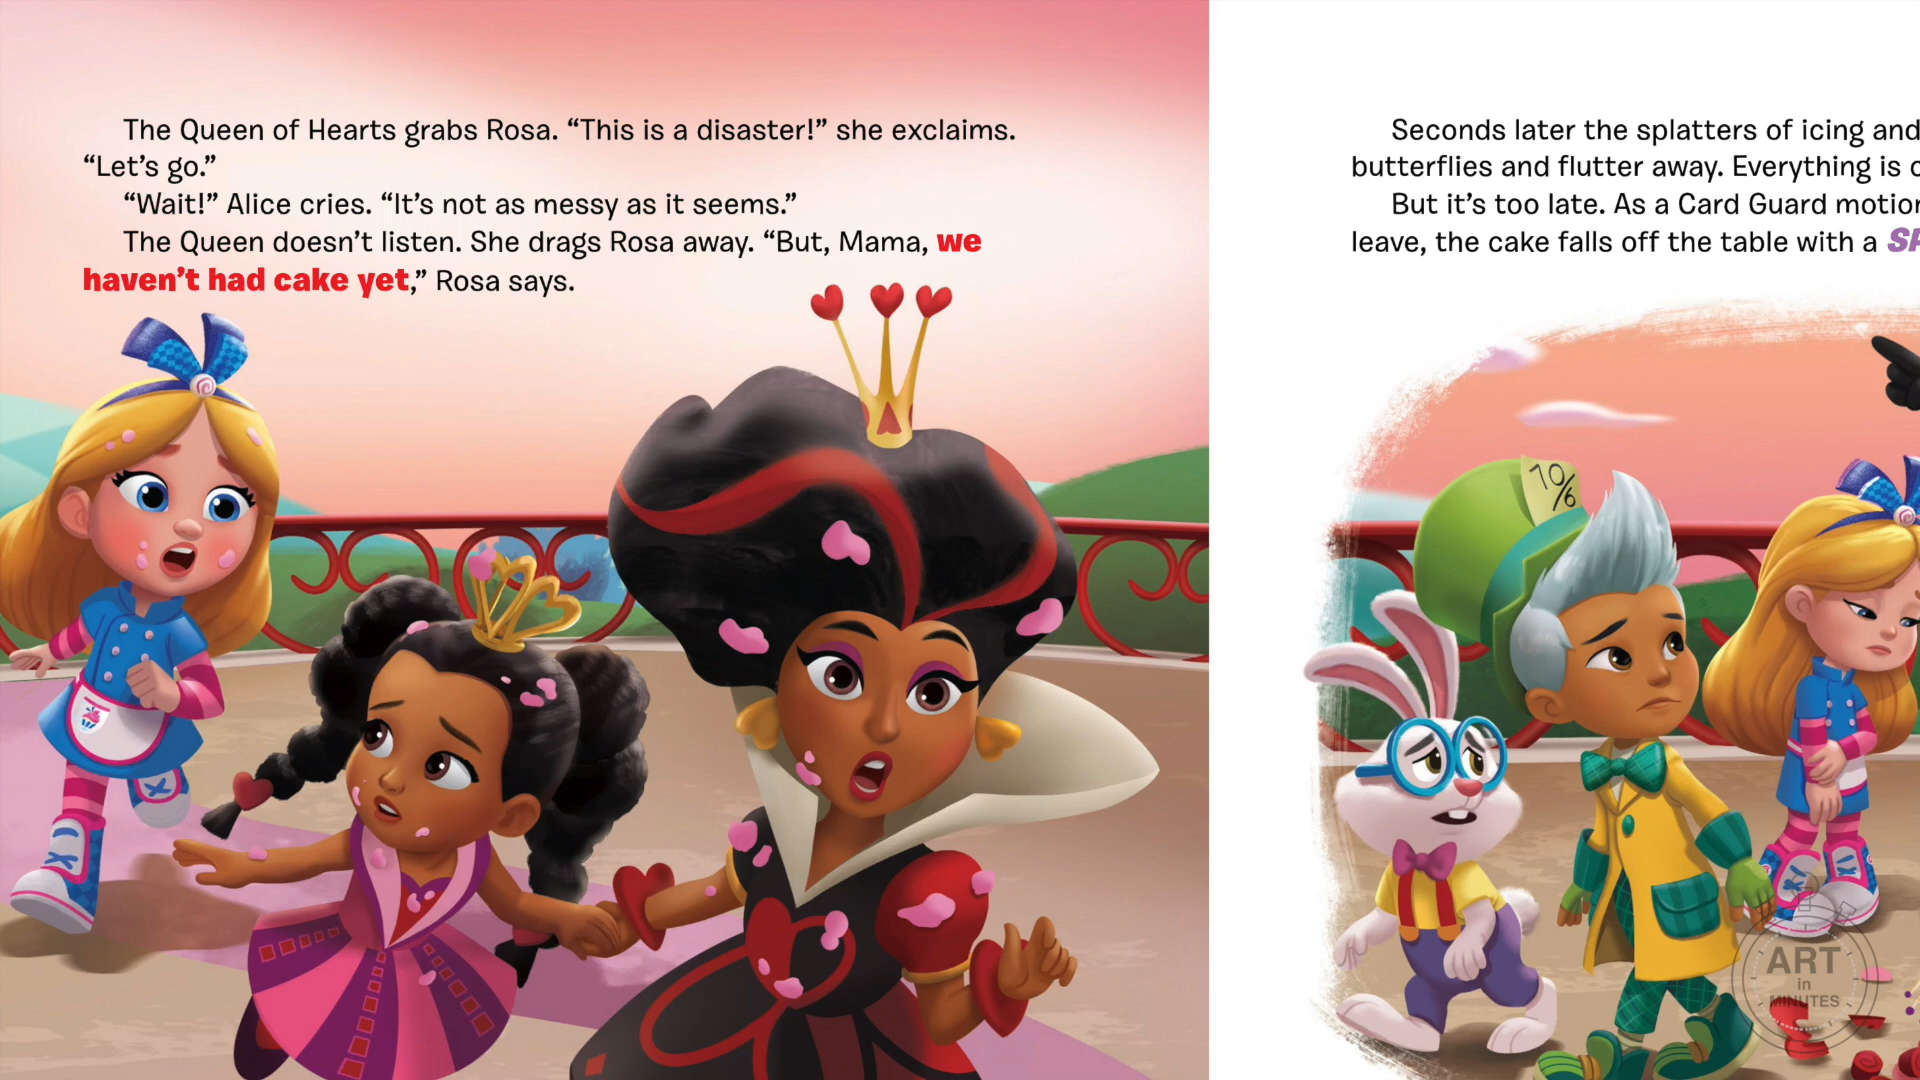 The Queen of Hearts grabs Rosa. “This is a disaster!” she exclaims.
“Let’s go.”
“Wait!” Alice cries. “It’s not as messy as it seems.”
The Queen doesn’t listen. She drags Rosa away. “But, Mama, we
haven’t had cake yet,” Rosa says.
Seconds later the splatters of icing and
butterflies and flutter away. Everything is
But it’s too late. As a Card Guard
leave, the cake falls off the table with a
10/6
ART
in
MINUTES